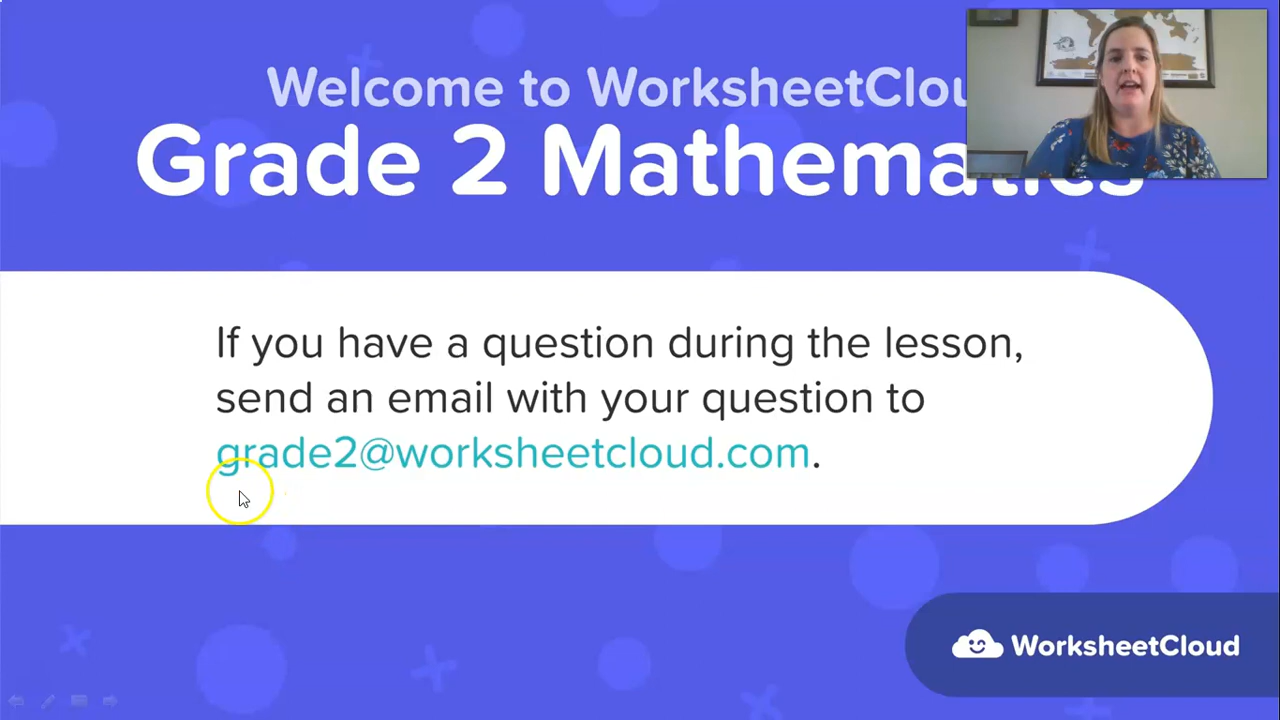 Welcome to WorksheetClou
Grade 2 Mathematics
If you have a question during the lesson,
send an email with your question to
grade2@worksheetcloud.com.
WorksheetCloud